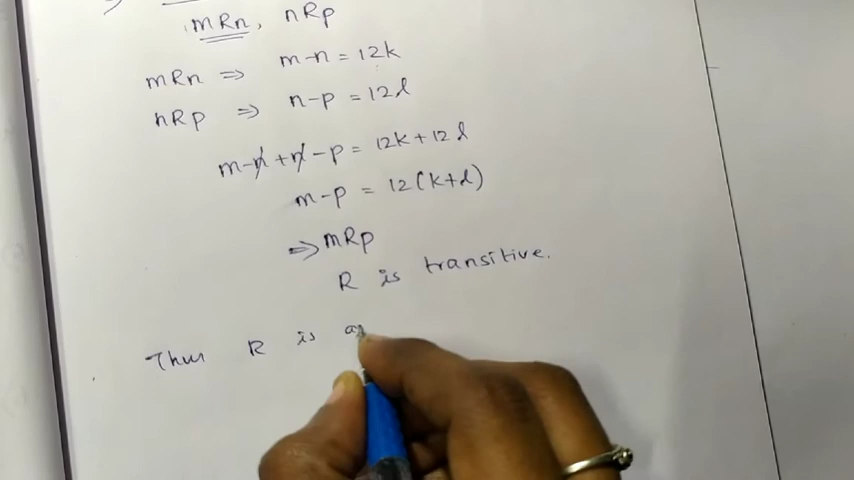 mRn, nRp
mRn ⇒ m-n = 12k
nRp ⇒ n-p = 12l
m-n+n-p = 12k+12l
m-p = 12(k+l)
⇒ mRp
R is transitive.
Thus R is a